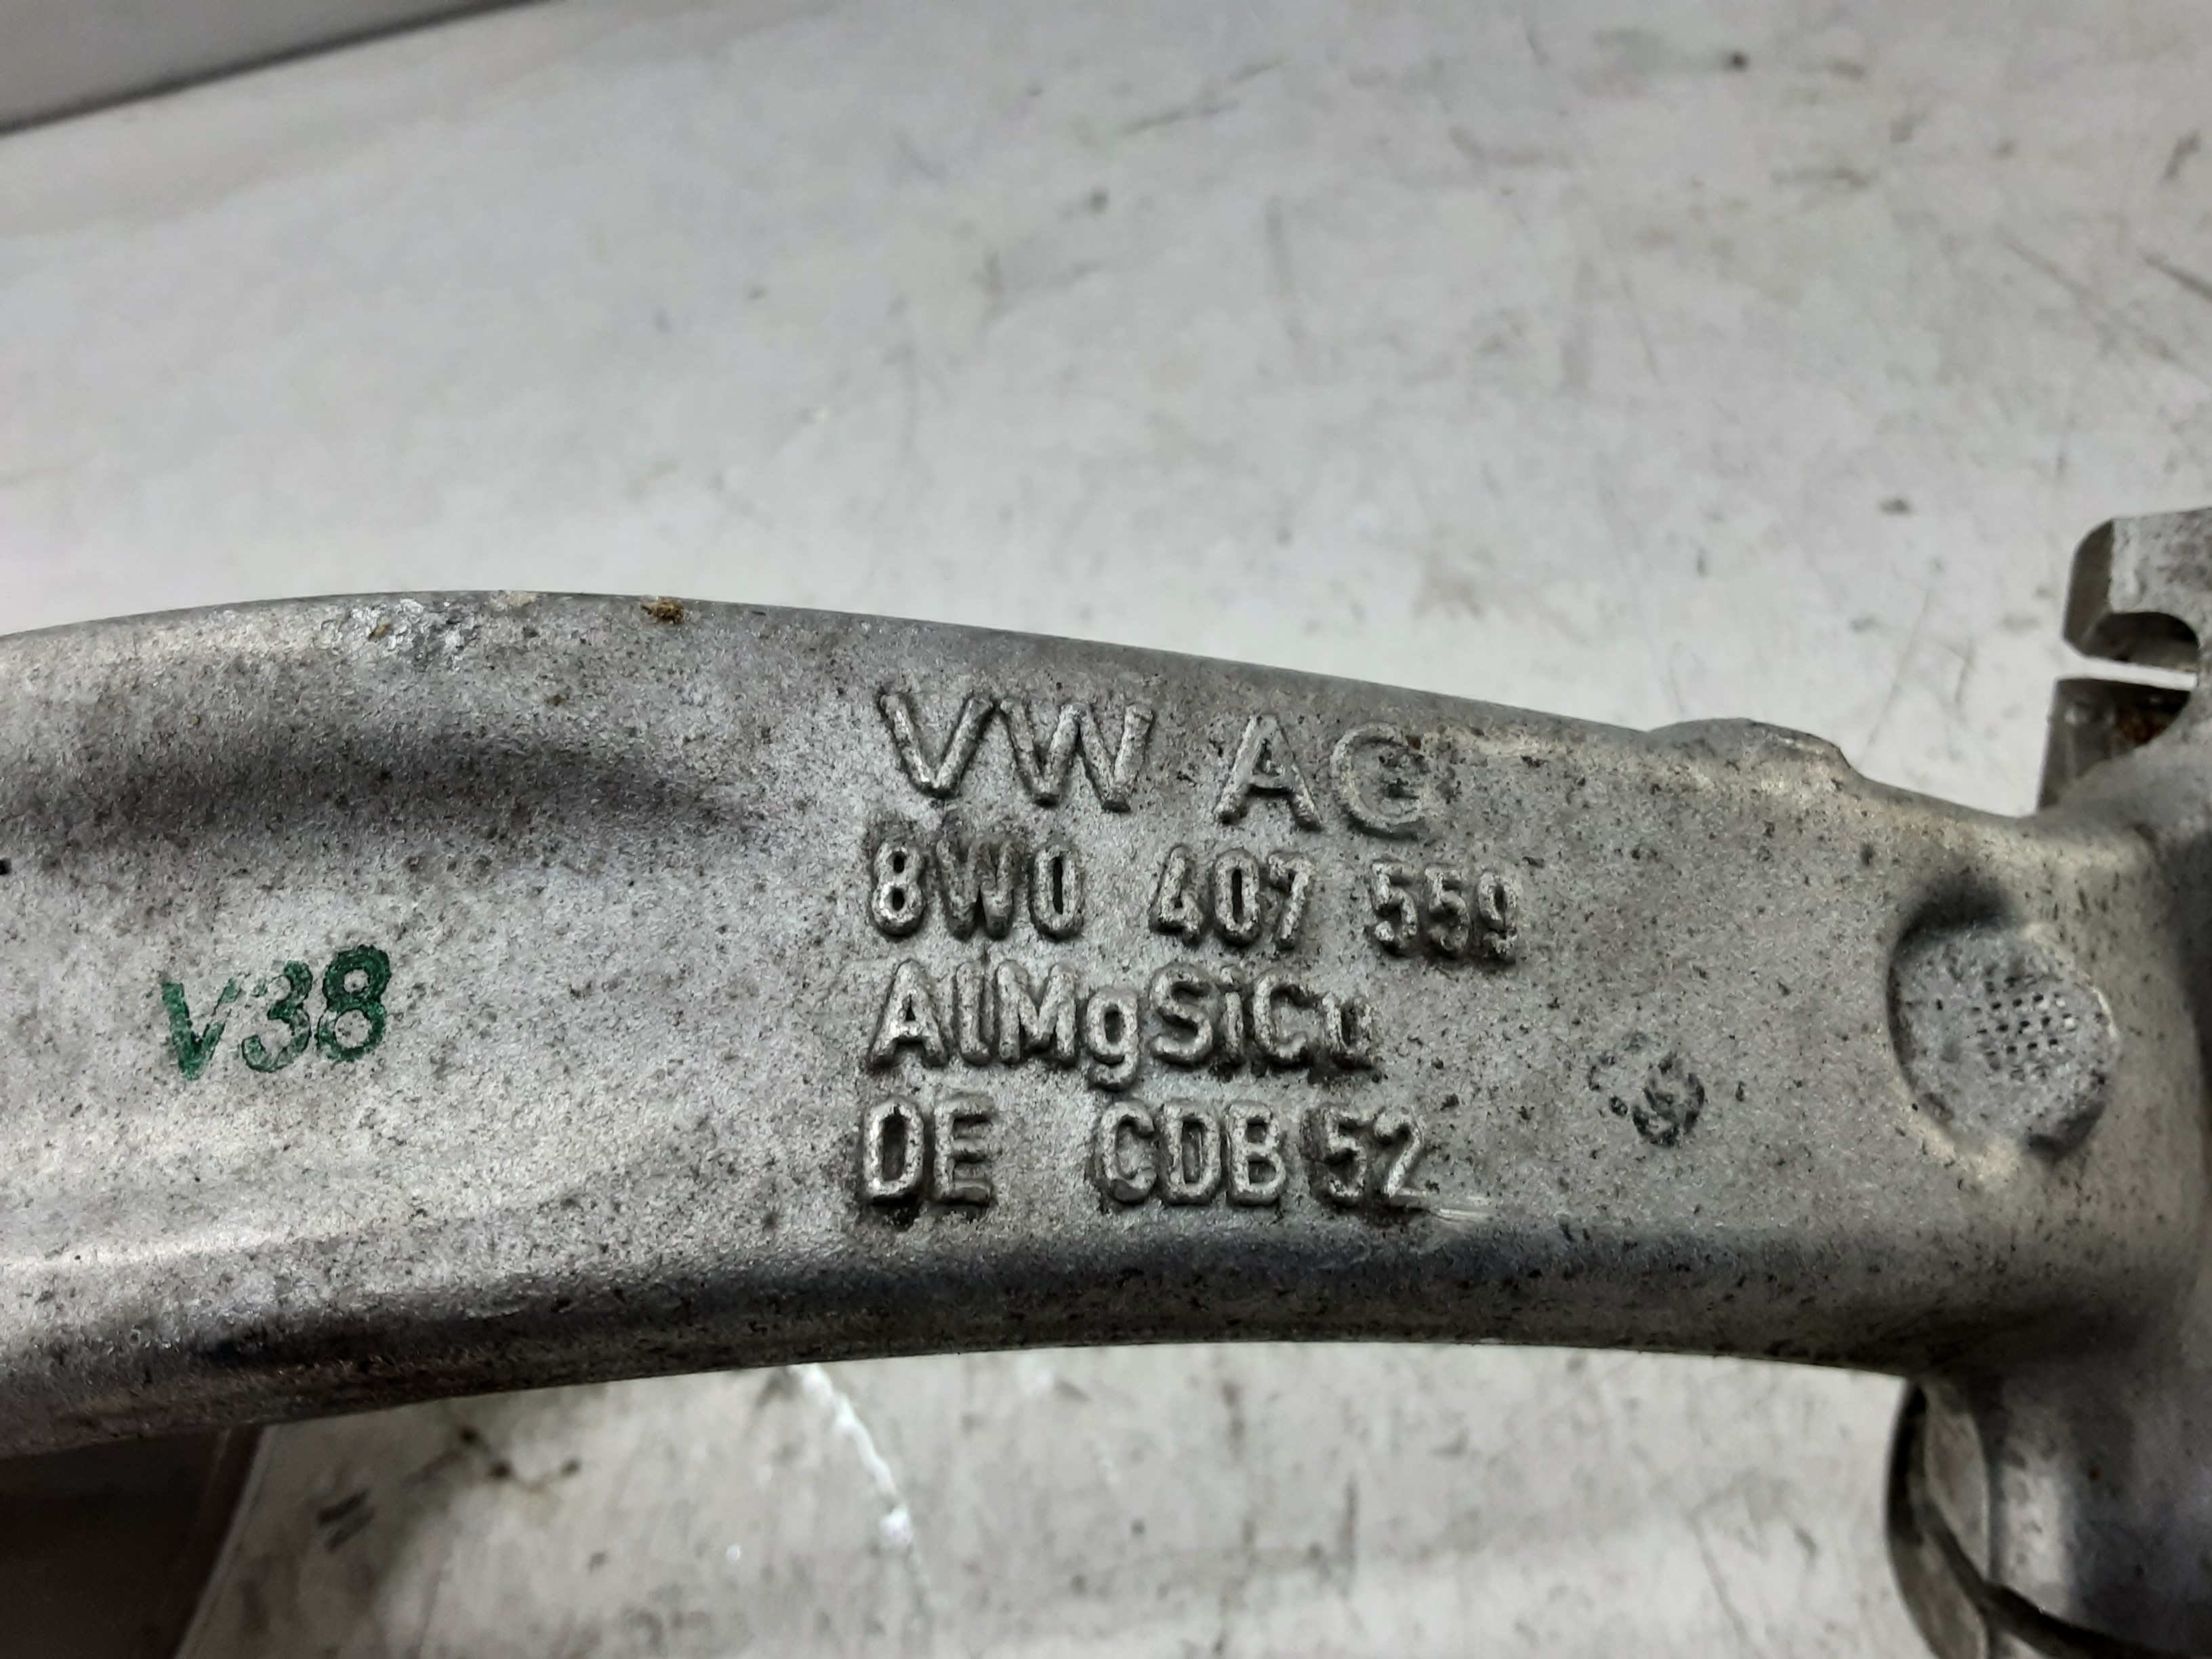 VW AG
8W0 407 559
AlMgSiCu
V38
DE CDB 52